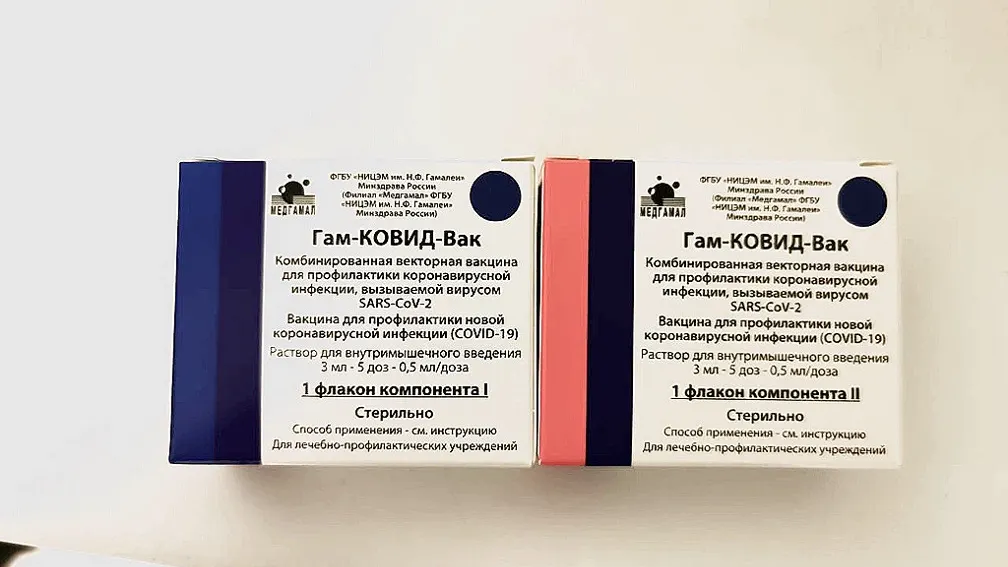 МЕДГАМАЛ
ФГБУ «НИЦЭМ им. Н.Ф. Гамалеи»
Минздрава России
(Филиал «Медгамал» ФГБУ
«НИЦЭМ им. Н.Ф. Гамалеи»
Минздрава России)
Гам-КОВИД-Вак
Комбинированная векторная вакцина
для профилактики коронавирусной
инфекции, вызываемой вирусом
SARS-CoV-2
Вакцина для профилактики новой
коронавирусной инфекции (COVID-19)
Раствор для внутримышечного введения
3 мл - 5 доз - 0,5 мл/доза
1 флакон компонента I
Стерильно
Способ применения - см. инструкцию
Для лечебно-профилактических учреждений
МЕДГАМАЛ
ФГБУ «НИЦЭМ им. Н.Ф. Гамалеи»
Минздрава России
(Филиал «Медгамал» ФГБУ
«НИЦЭМ им. Н.Ф. Гамалеи»
Минздрава России)
Гам-КОВИД-Вак
Комбинированная векторная вакцина
для профилактики коронавирусной
инфекции, вызываемой вирусом
SARS-CoV-2
Вакцина для профилактики новой
коронавирусной инфекции (COVID-19)
Раствор для внутримышечного введения
3 мл - 5 доз - 0,5 мл/доза
1 флакон компонента II
Стерильно
Способ применения - см. инструкцию
Для лечебно-профилактических учреждений